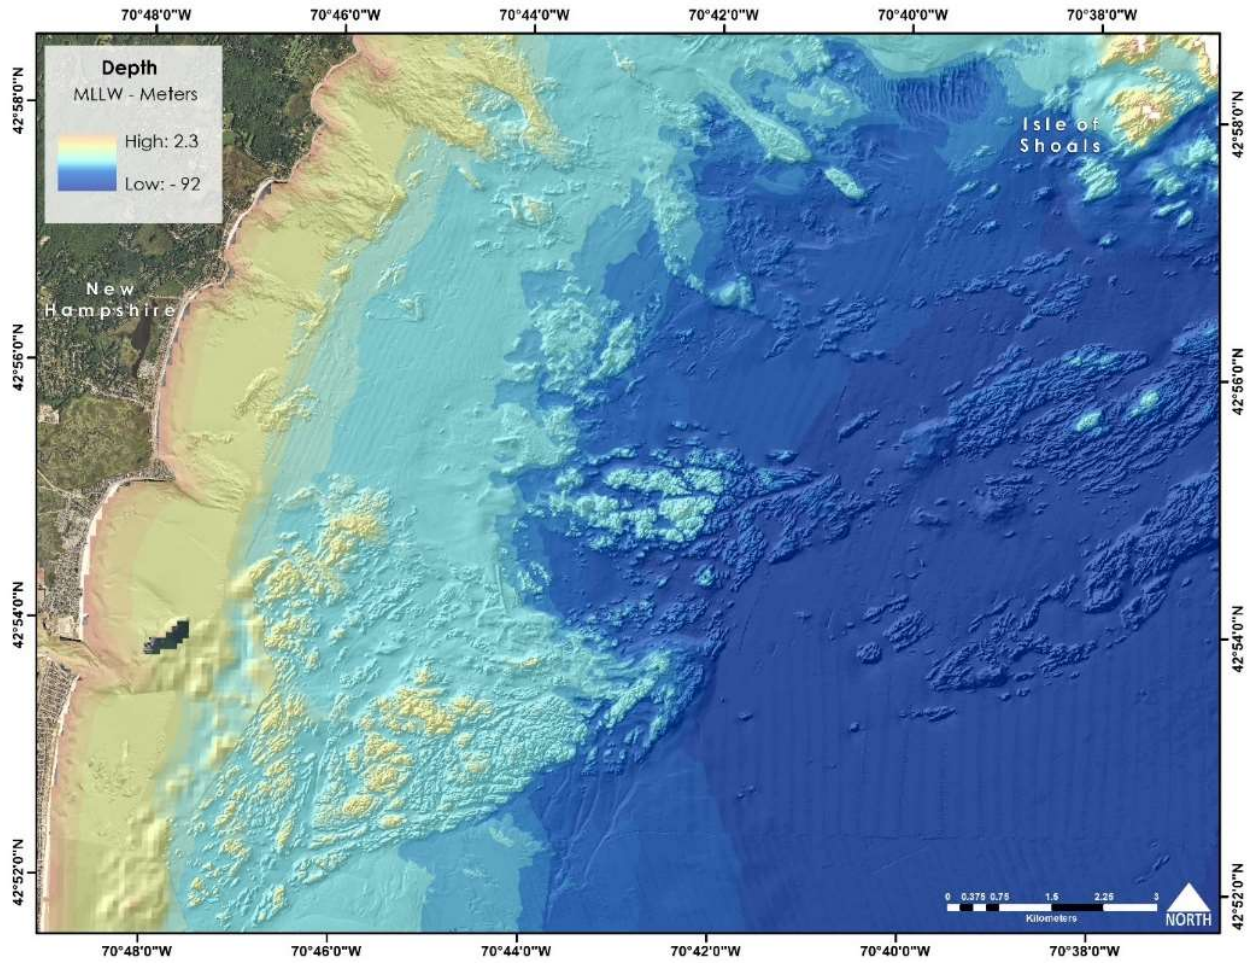 70°48'0"W 70°46'0"W 70°44'0"W 70°42'0"W 70°40'0"W 70°38'0"W
Depth
MLLW - Meters
High: 2.3
Low: - 92
42°58'0"N
42°58'0"N
Isle of
Shoals
New
Hampshire
42°56'0"N
42°56'0"N
42°54'0"N
42°54'0"N
42°52'0"N
42°52'0"N
0 0.375 0.75 1.5 2.25 3
Kilometers
NORTH
70°48'0"W 70°46'0"W 70°44'0"W 70°42'0"W 70°40'0"W 70°38'0"W